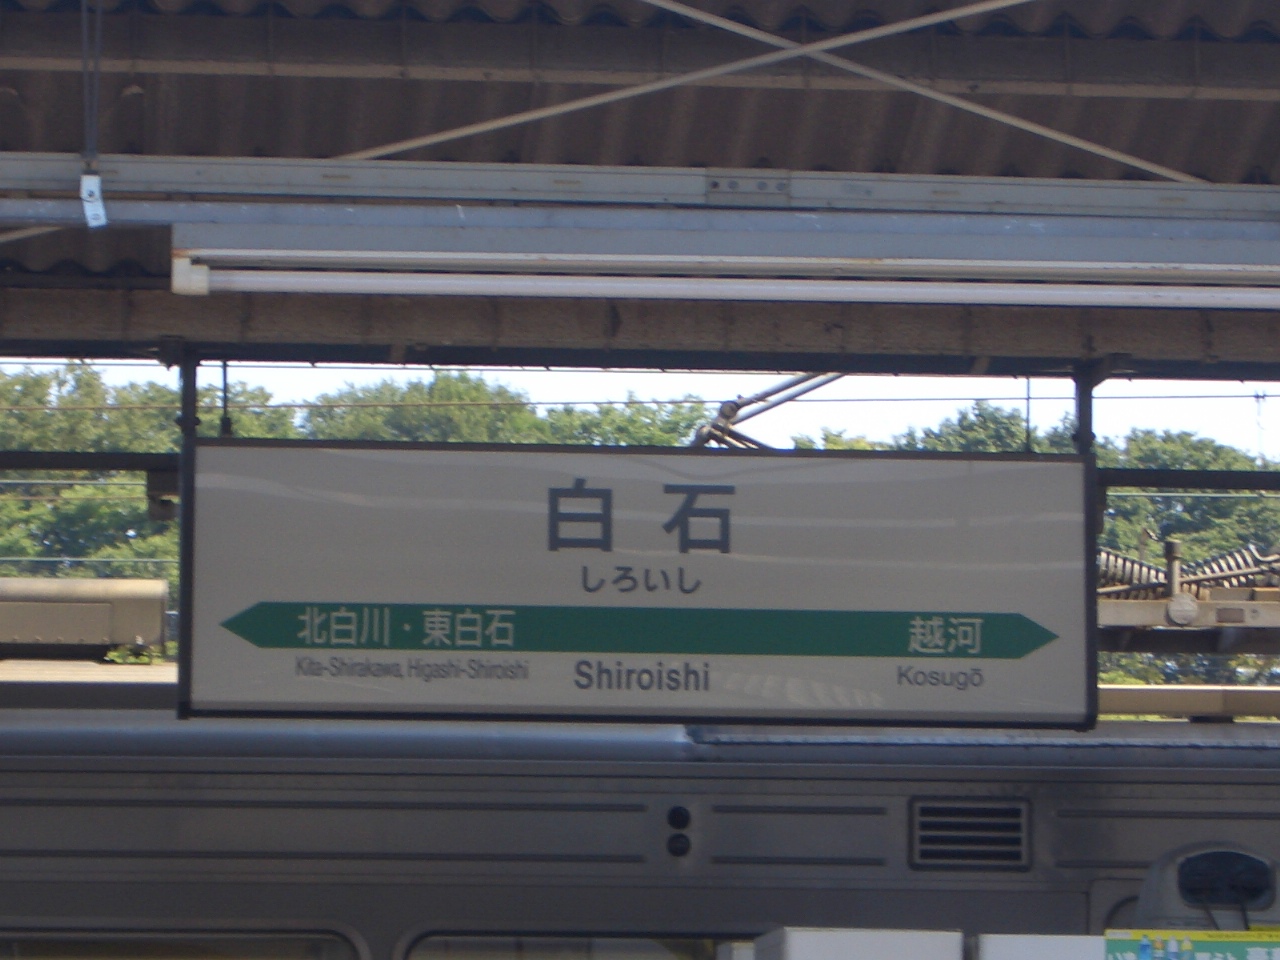 白石
しろいし
北白川・東白石 越河
Kita-Shirakawa, Higashi-Shiroishi Shiroishi Kosugō